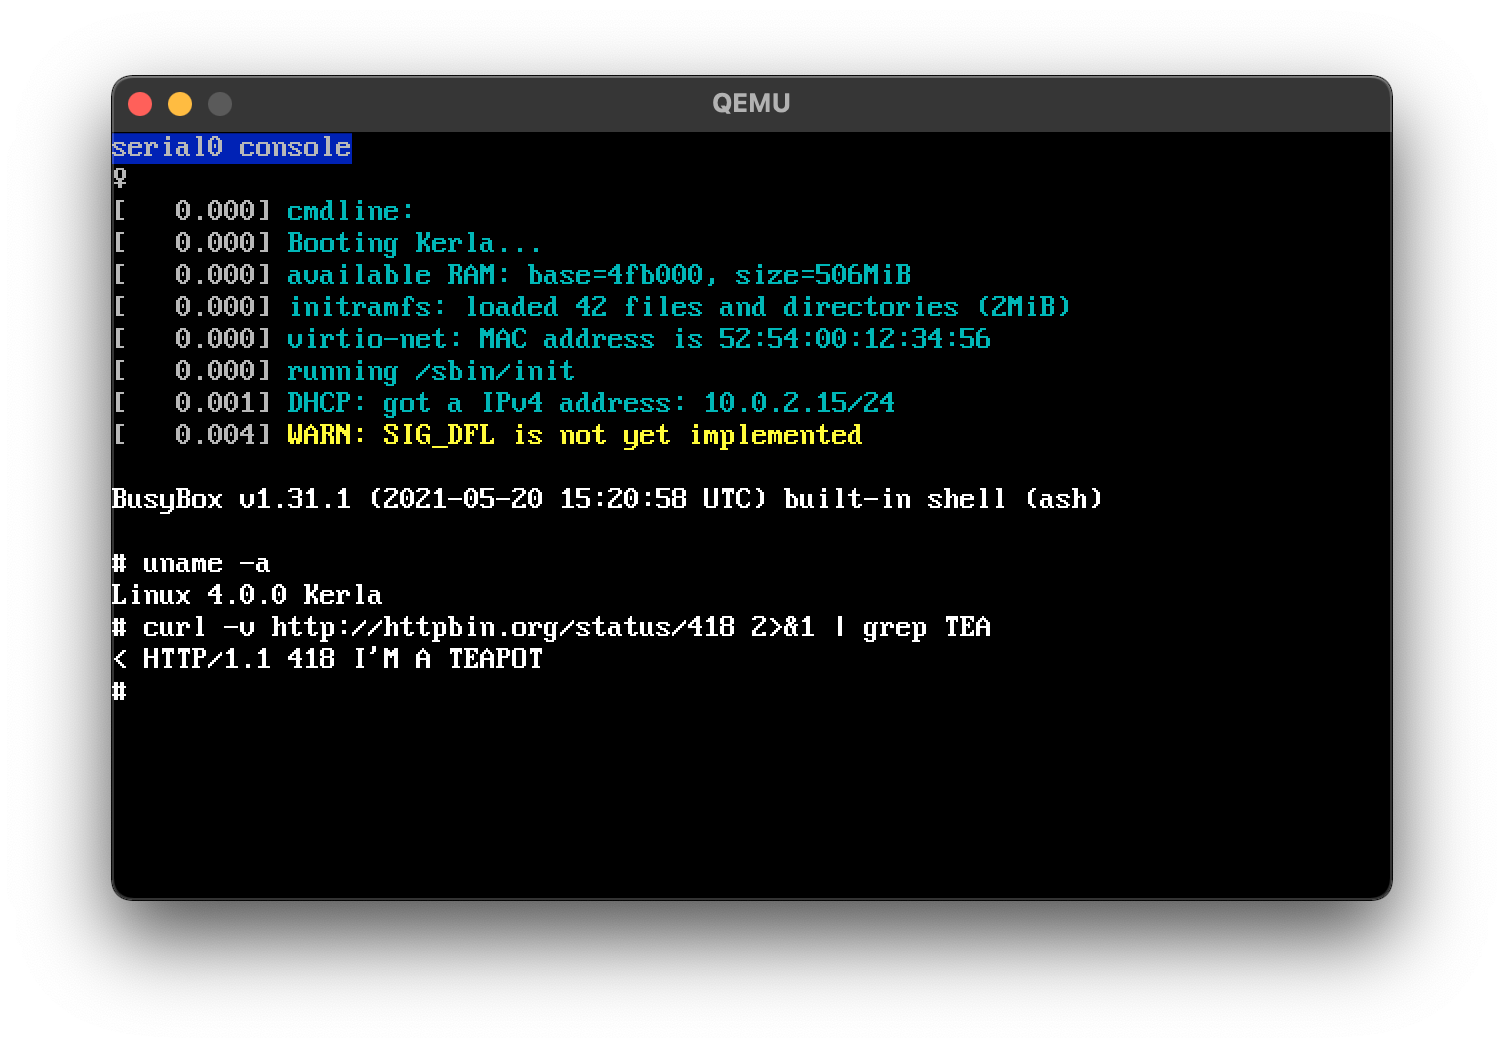 QEMU
serial0 console
♀
[   0.000] cmdline:
[   0.000] Booting Kerla...
[   0.000] available RAM: base=4fb000, size=506MiB
[   0.000] initramfs: loaded 42 files and directories (2MiB)
[   0.000] virtio-net: MAC address is 52:54:00:12:34:56
[   0.000] running /sbin/init
[   0.001] DHCP: got a IPv4 address: 10.0.2.15/24
[   0.004] WARN: SIG_DFL is not yet implemented
BusyBox v1.31.1 (2021-05-20 15:20:58 UTC) built-in shell (ash)
# uname -a
Linux 4.0.0 Kerla
# curl -v http://httpbin.org/status/418 2>&1 | grep TEA
< HTTP/1.1 418 I'M A TEAPOT
#